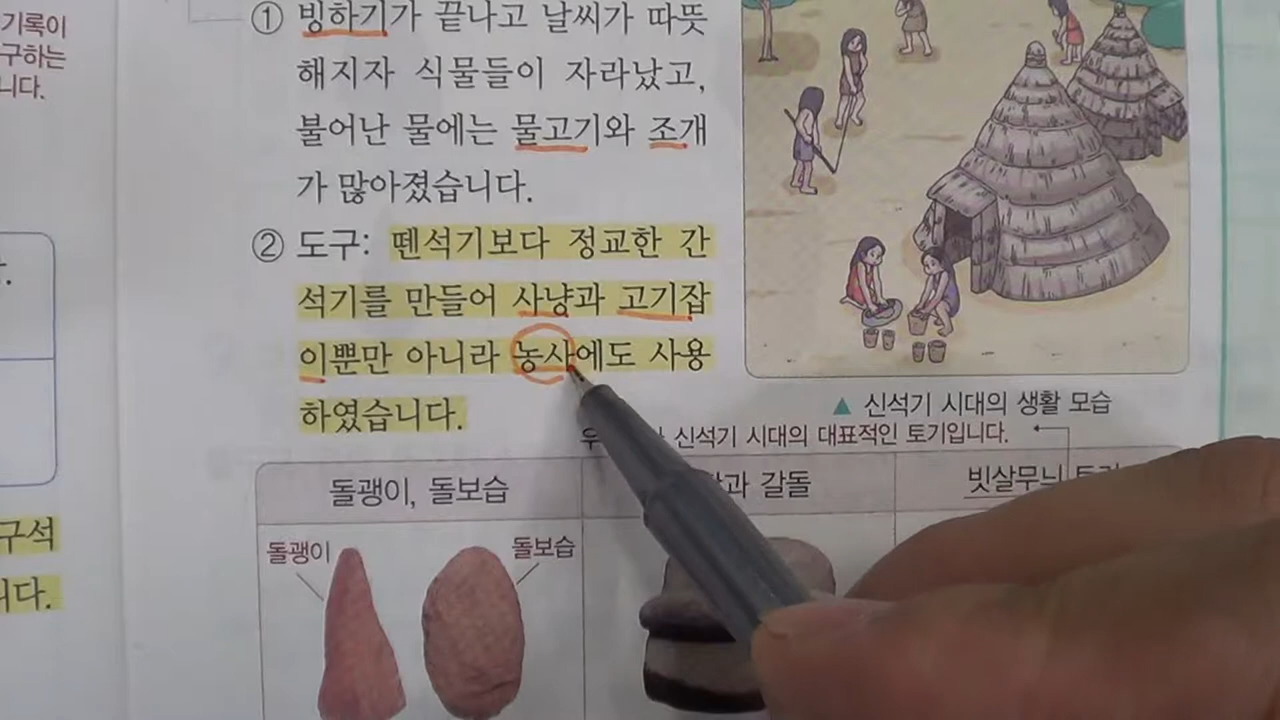 기록이
구하는
니다.
① 빙하기가 끝나고 날씨가 따뜻
해지자 식물들이 자라났고,
불어난 물에는 물고기와 조개
가 많아졌습니다.
② 도구: 뗀석기보다 정교한 간
석기를 만들어 사냥과 고기잡
이뿐만 아니라 농사에도 사용
하였습니다.
▲ 신석기 시대의 생활 모습
신석기 시대의 대표적인 토기입니다.
돌괭이, 돌보습
갈돌
빗살무늬
돌괭이
돌보습
구석
니다.